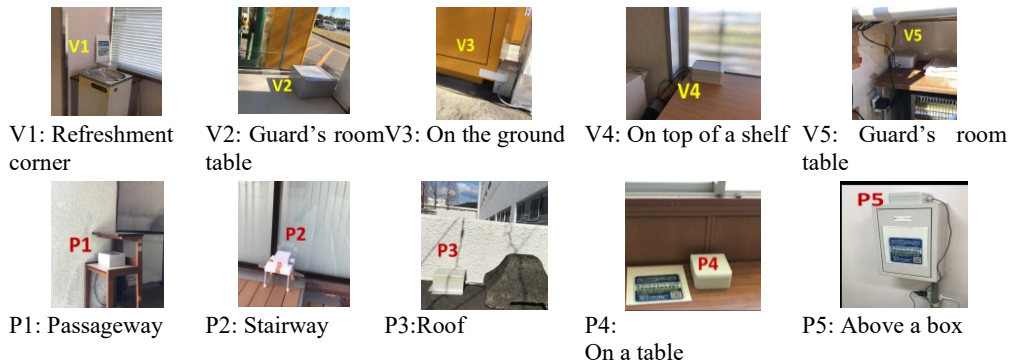 V1
V2
V3
V4
V5
V1: Refreshment corner
V2: Guard's room table
V3: On the ground
V4: On top of a shelf
V5: Guard's room table
P1
P2
P3
P4
P5
P1: Passageway
P2: Stairway
P3:Roof
P4:
On a table
P5: Above a box